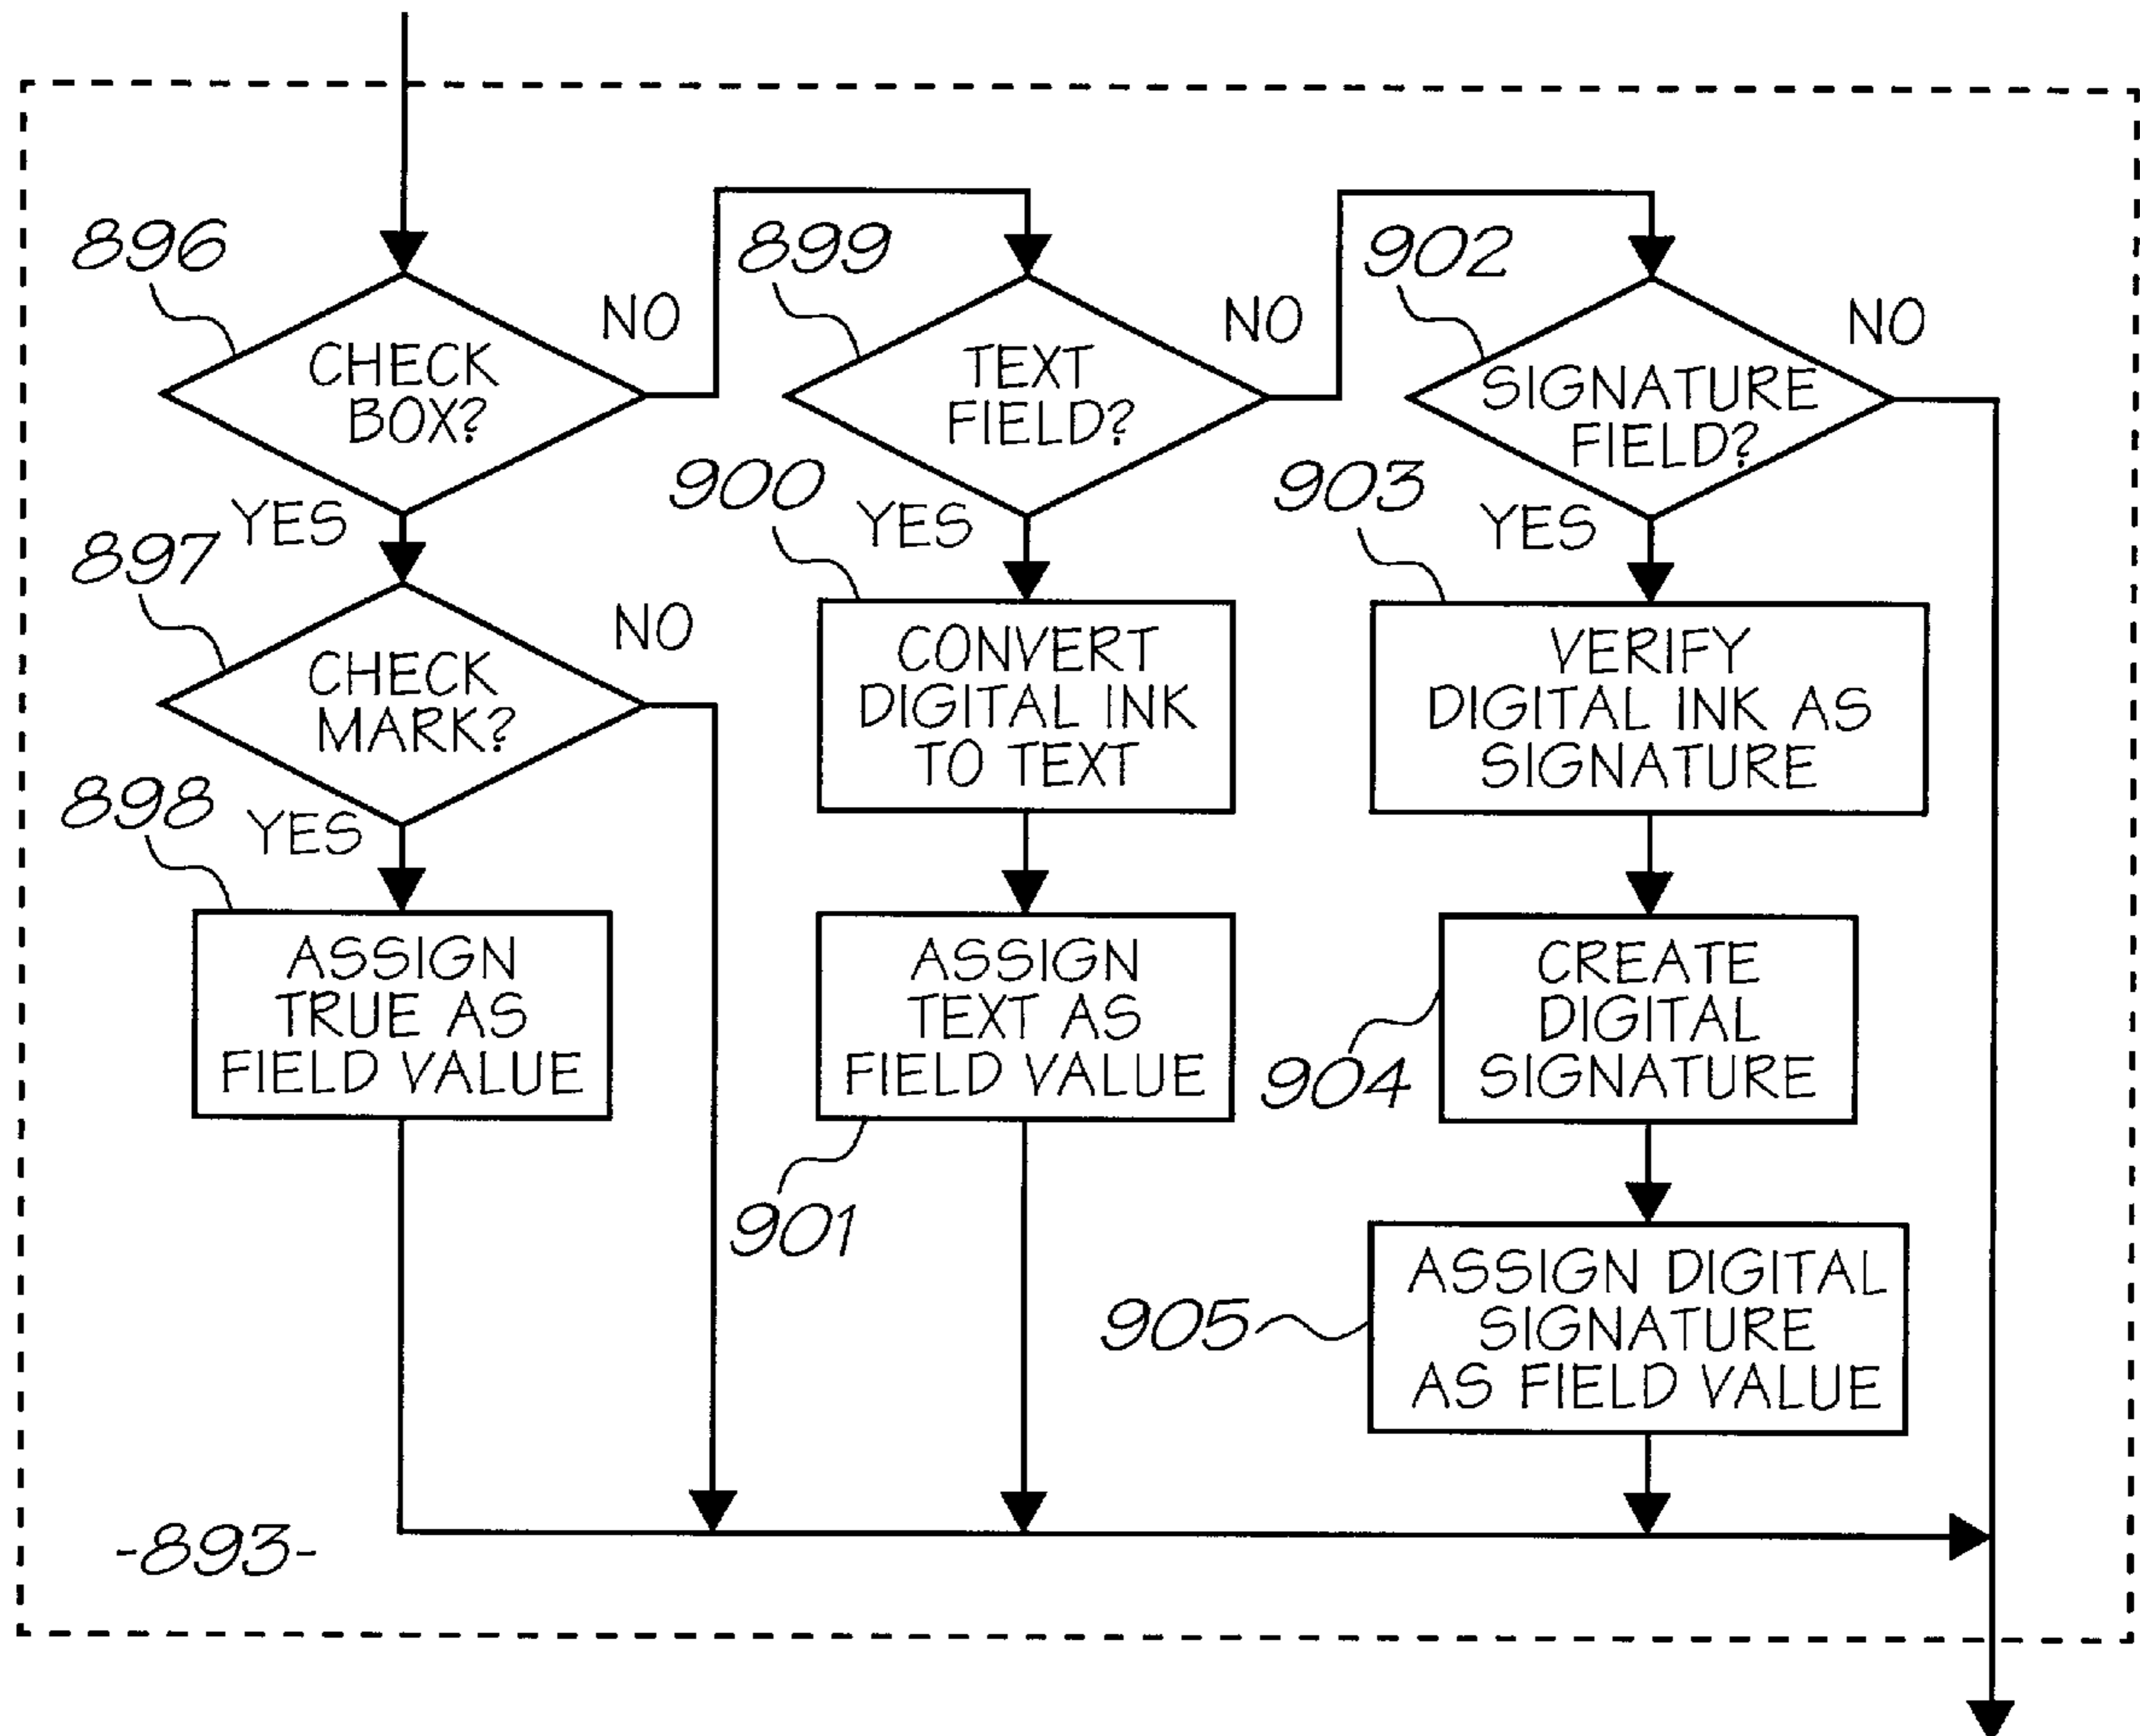 896
CHECK
BOX?
NO
YES
897
CHECK
MARK?
NO
YES
898
ASSIGN
TRUE AS
FIELD VALUE
899
TEXT
FIELD?
NO
YES
900
CONVERT
DIGITAL INK
TO TEXT
ASSIGN
TEXT AS
FIELD VALUE
901
902
SIGNATURE
FIELD?
NO
YES
903
VERIFY
DIGITAL INK AS
SIGNATURE
CREATE
DIGITAL
SIGNATURE
904
ASSIGN DIGITAL
SIGNATURE
AS FIELD VALUE
905
-893-